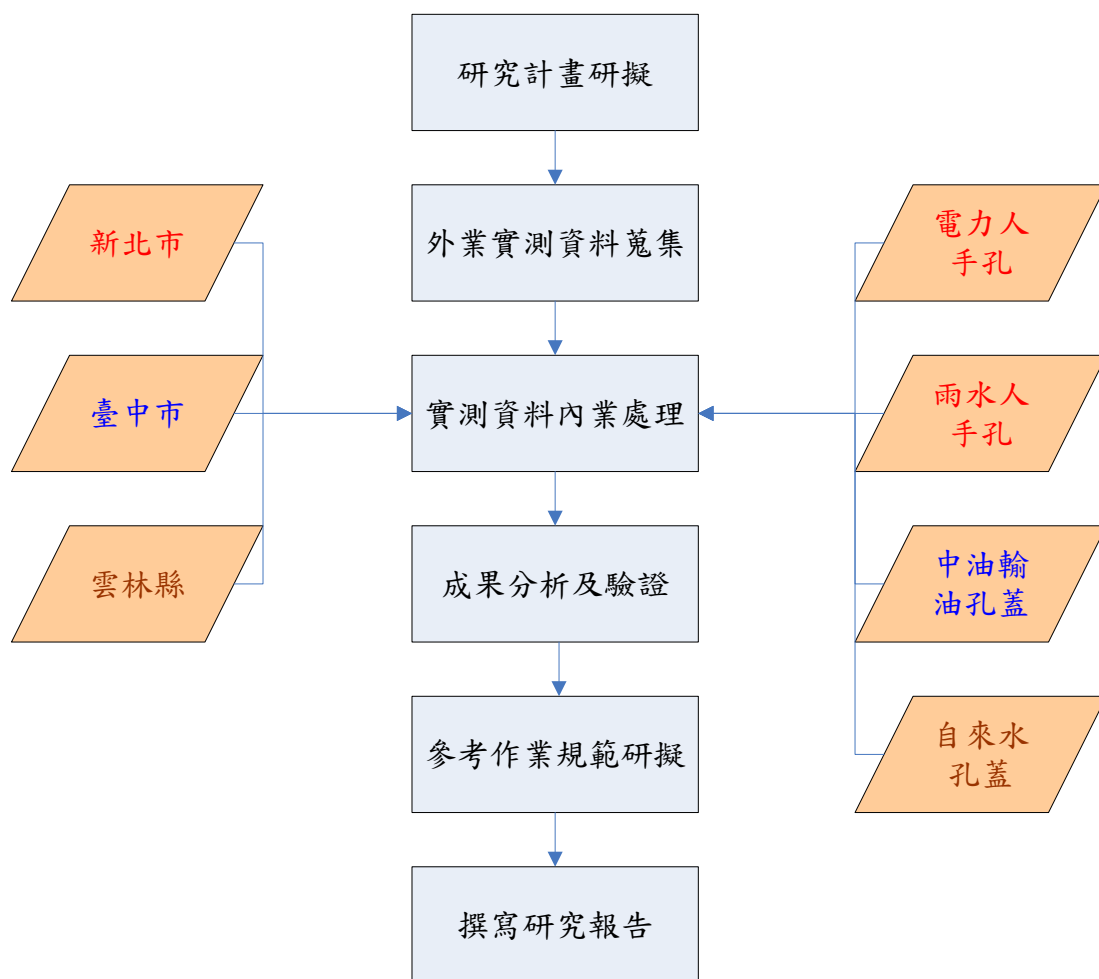 研究計畫研擬
新北市
外業實測資料蒐集
電力人
手孔
臺中市
實測資料內業處理
雨水人
手孔
雲林縣
成果分析及驗證
中油輸
油孔蓋
參考作業規範研擬
自來水
孔蓋
撰寫研究報告